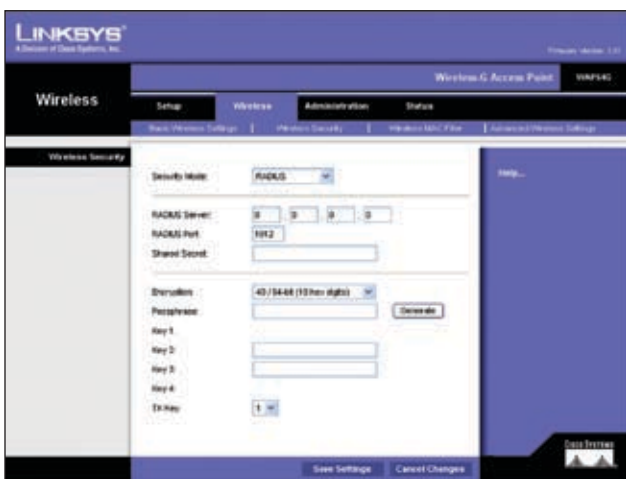 LINKSYS®
A Division of Cisco Systems, Inc.
Firmware Version:
Wireless-G Access Point WAP54G
Wireless
Setup Wireless Administration Status
Basic Wireless Settings | Wireless Security | Wireless MAC Filter | Advanced Wireless Settings
Wireless Security
Help...
Security Mode: RADIUS
RADIUS Server: 0 . 0 . 0 . 0
RADIUS Port: 1812
Shared Secret:
Encryption: 40 / 64-bit (10 hex digits)
Passphrase: Generate
Key 1:
Key 2:
Key 3:
Key 4:
TX Key: 1
Save Settings Cancel Changes
Cisco Systems